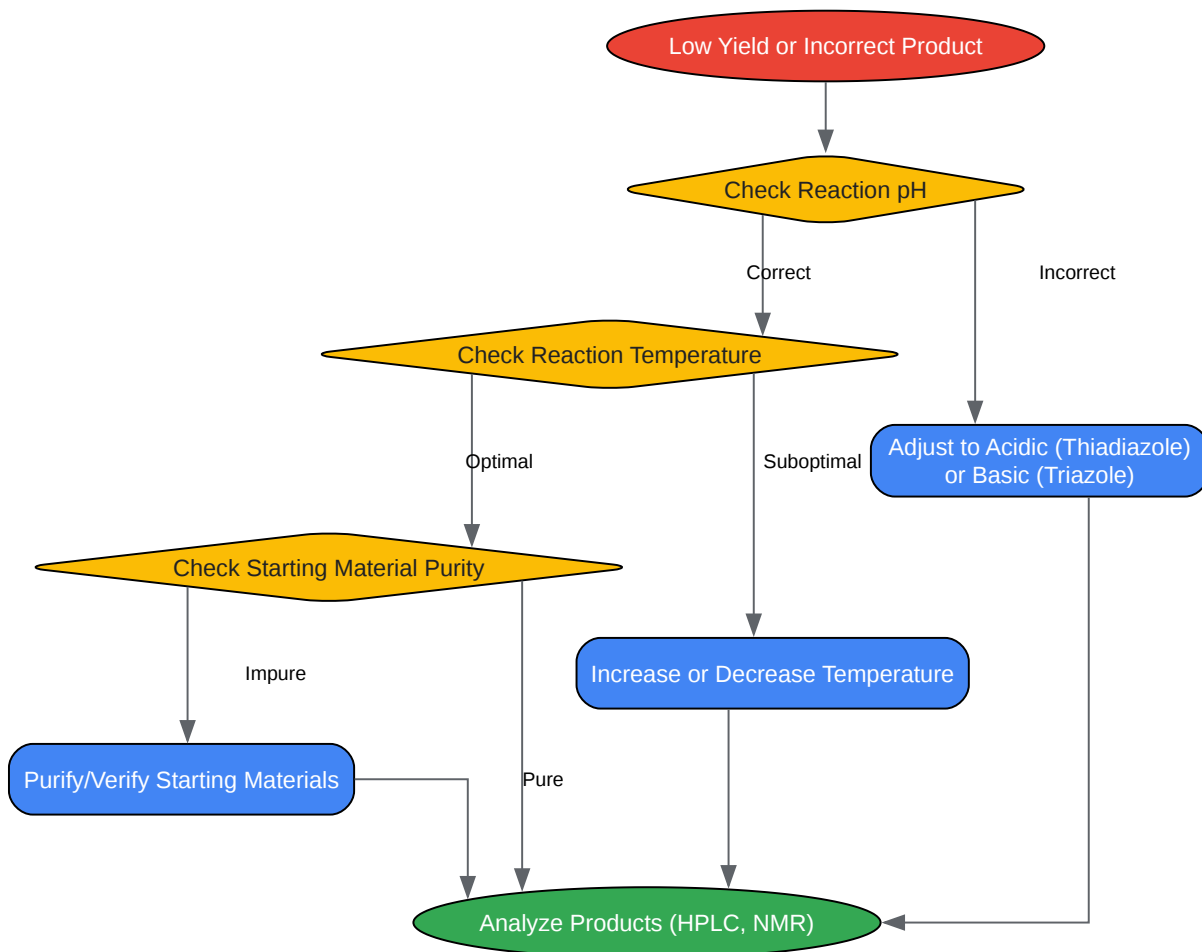 Low Yield or Incorrect Product
Check Reaction pH
Correct
Incorrect
Check Reaction Temperature
Optimal
Suboptimal
Adjust to Acidic (Thiadiazole)
or Basic (Triazole)
Check Starting Material Purity
Impure
Increase or Decrease Temperature
Purify/Verify Starting Materials
Pure
Analyze Products (HPLC, NMR)